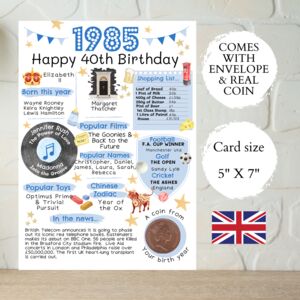 1985
Happy 40th Birthday
Elizabeth
II
Margaret
Thatcher
Shopping List...
Loaf of Bread
1 Pint of Milk
400g of Cheese
250g of Butter
Pint of Beer
1 Litre of Petrol
Born this year
Wayne Rooney
Keira Knightley
Lewis Hamilton
Jennifer Rush
The Power of Love
Madonna
Into the Groove
Popular Films
The Goonies &
Back to the
Future
Popular Names
Christopher, Daniel,
James, Laura,
Sarah
Football
F.A. CUP WINNER
Manchester Utd
Golf
THE OPEN
Sandy Lyle
Cricket
THE ASHES
ENGLAND
Popular Toys
Optimus Prime
& Trivial
Pursuit
Chinese
Zodiac
Year of
the Ox
In the news...
British Telecom announces it is going to phase
out its iconic red telephone boxes. Eastenders
makes its debut on BBC One. 56 people are killed
in the Bradford City stadium fire. Live Aid
concerts in London and Philadelphia raise over
£50,000,000. The first UK heart-lung transplant
is carried out.
A coin from
Your birth year
COMES
WITH
ENVELOPE
& REAL
COIN
Card size
5" X 7"